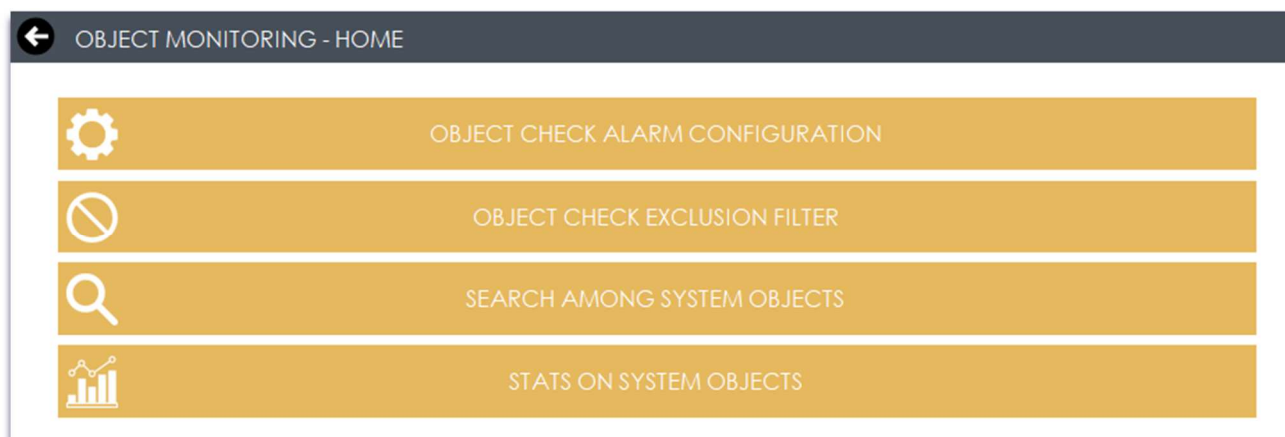 OBJECT MONITORING - HOME
OBJECT CHECK ALARM CONFIGURATION
OBJECT CHECK EXCLUSION FILTER
SEARCH AMONG SYSTEM OBJECTS
STATS ON SYSTEM OBJECTS